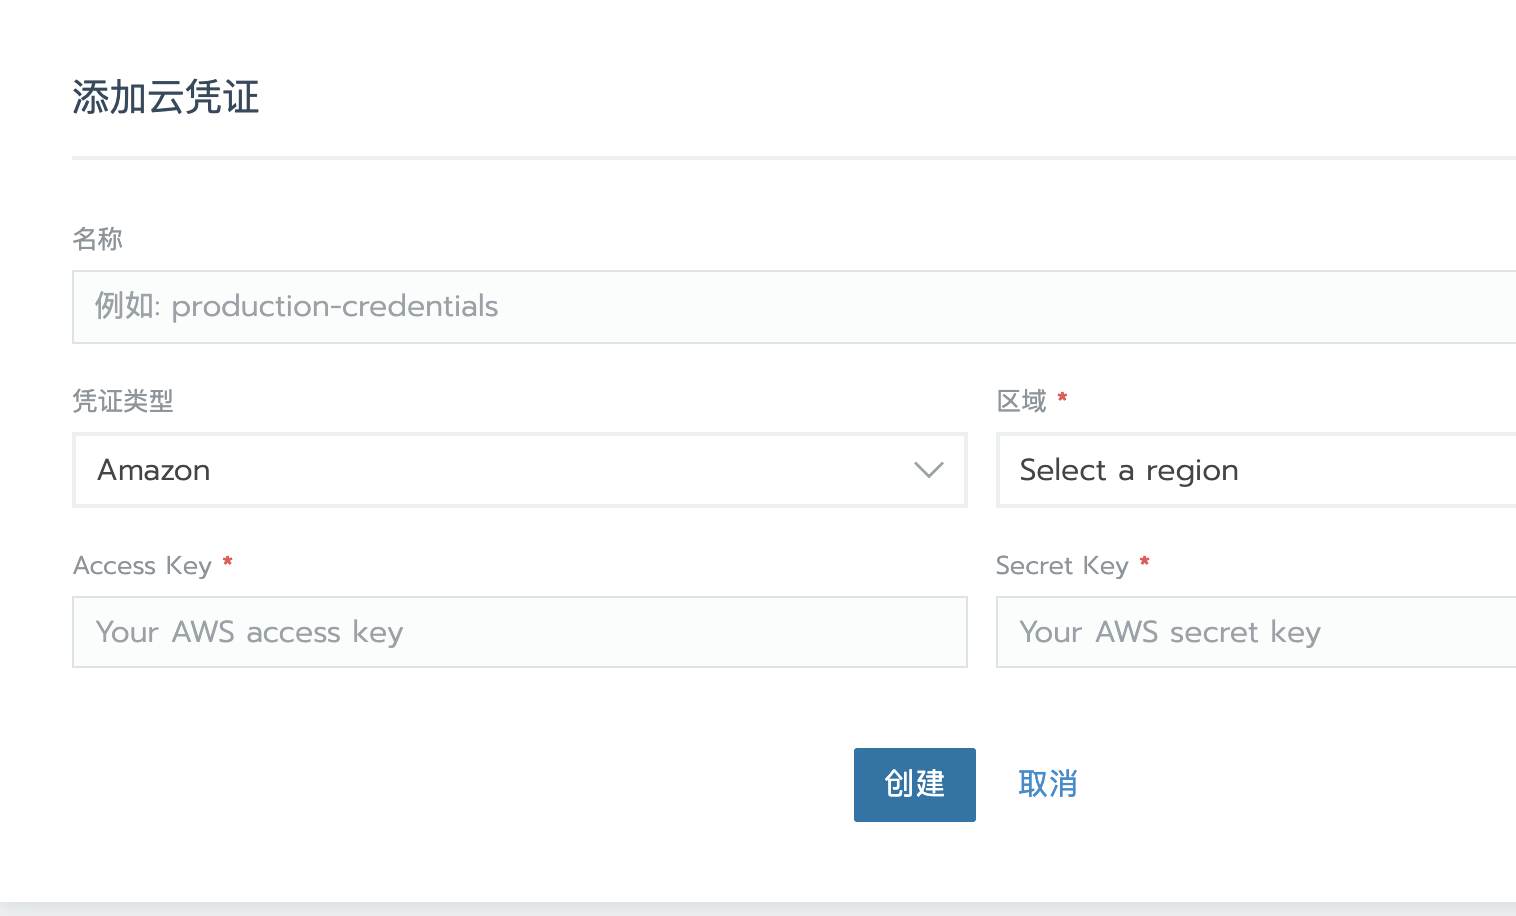 添加云凭证
名称
例如: production-credentials
凭证类型
区域 *
Amazon
Select a region
Access Key *
Secret Key *
Your AWS access key
Your AWS secret key
创建
取消